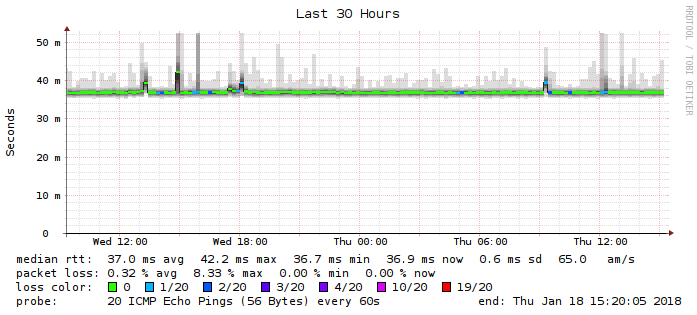 Last 30 Hours
RRDTOOL / TOBI OETIKER
Seconds
50 m
40 m
30 m
20 m
10 m
0
Wed 12:00 Wed 18:00 Thu 00:00 Thu 06:00 Thu 12:00
median rtt: 37.0 ms avg 42.2 ms max 36.7 ms min 36.9 ms now 0.6 ms sd 65.0 am/s
packet loss: 0.32 % avg 8.33 % max 0.00 % min 0.00 % now
loss color: 0 1/20 2/20 3/20 4/20 10/20 19/20
probe: 20 ICMP Echo Pings (56 Bytes) every 60s end: Thu Jan 18 15:20:05 2018